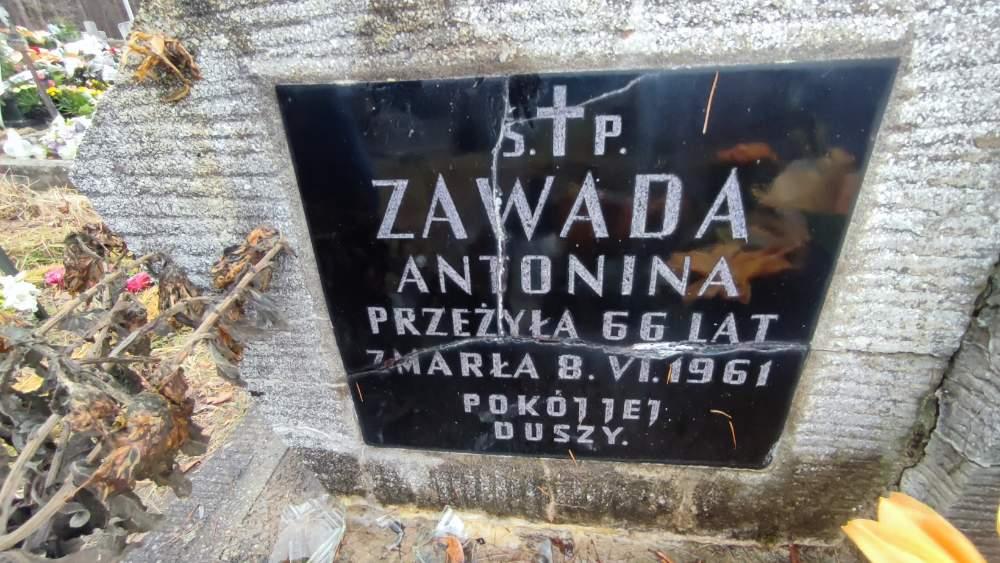 Ś. P.
ZAWADA
ANTONINA
PRZEŻYŁA 66 LAT
ZMARŁA 8. VI. 1961
POKÓJ JEJ
DUSZY.